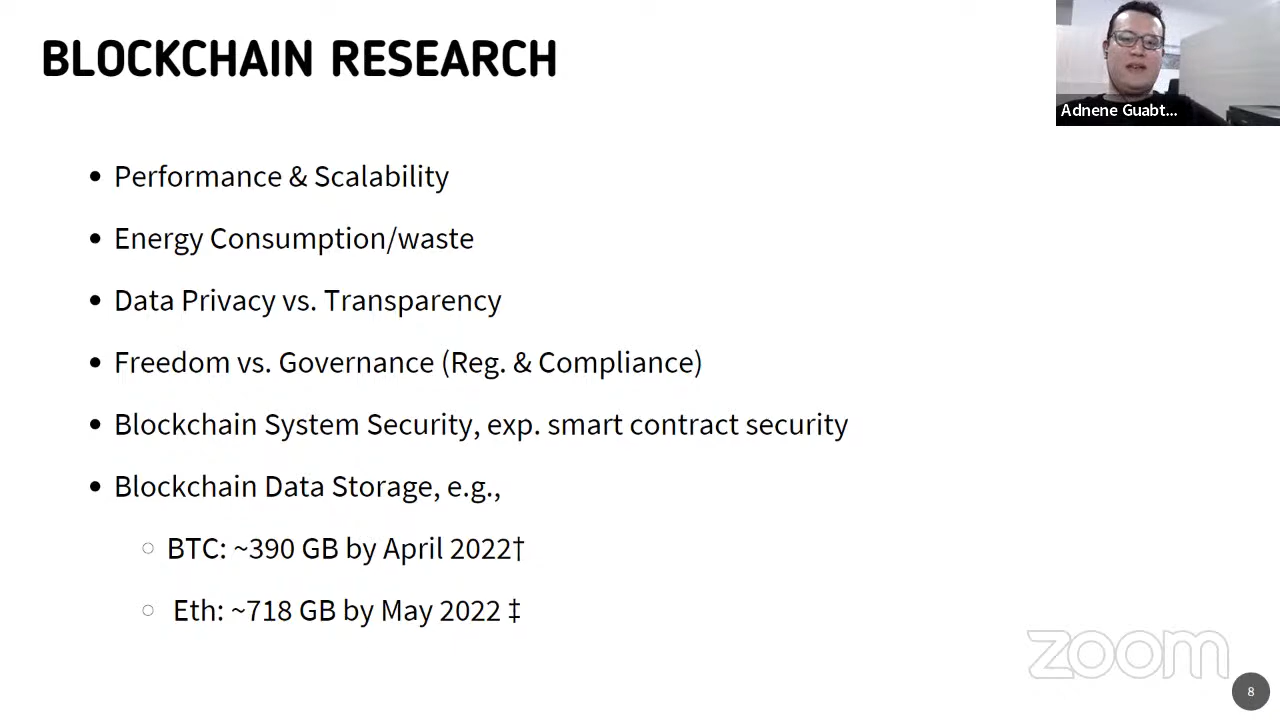 BLOCKCHAIN RESEARCH
Adnene Guabt...
• Performance & Scalability
• Energy Consumption/waste
• Data Privacy vs. Transparency
• Freedom vs. Governance (Reg. & Compliance)
• Blockchain System Security, exp. smart contract security
• Blockchain Data Storage, e.g.,
○ BTC: ~390 GB by April 2022†
○ Eth: ~718 GB by May 2022 ‡
zoom
8